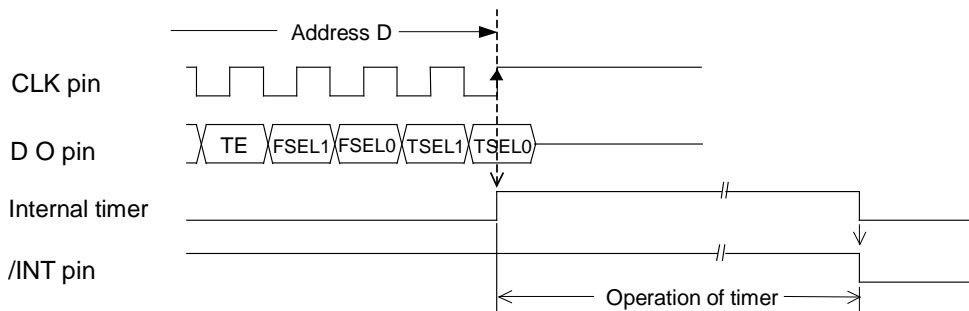 Address D
CLK pin
D O pin
TE FSEL1 FSEL0 TSEL1 TSEL0
Internal timer
/INT pin
Operation of timer